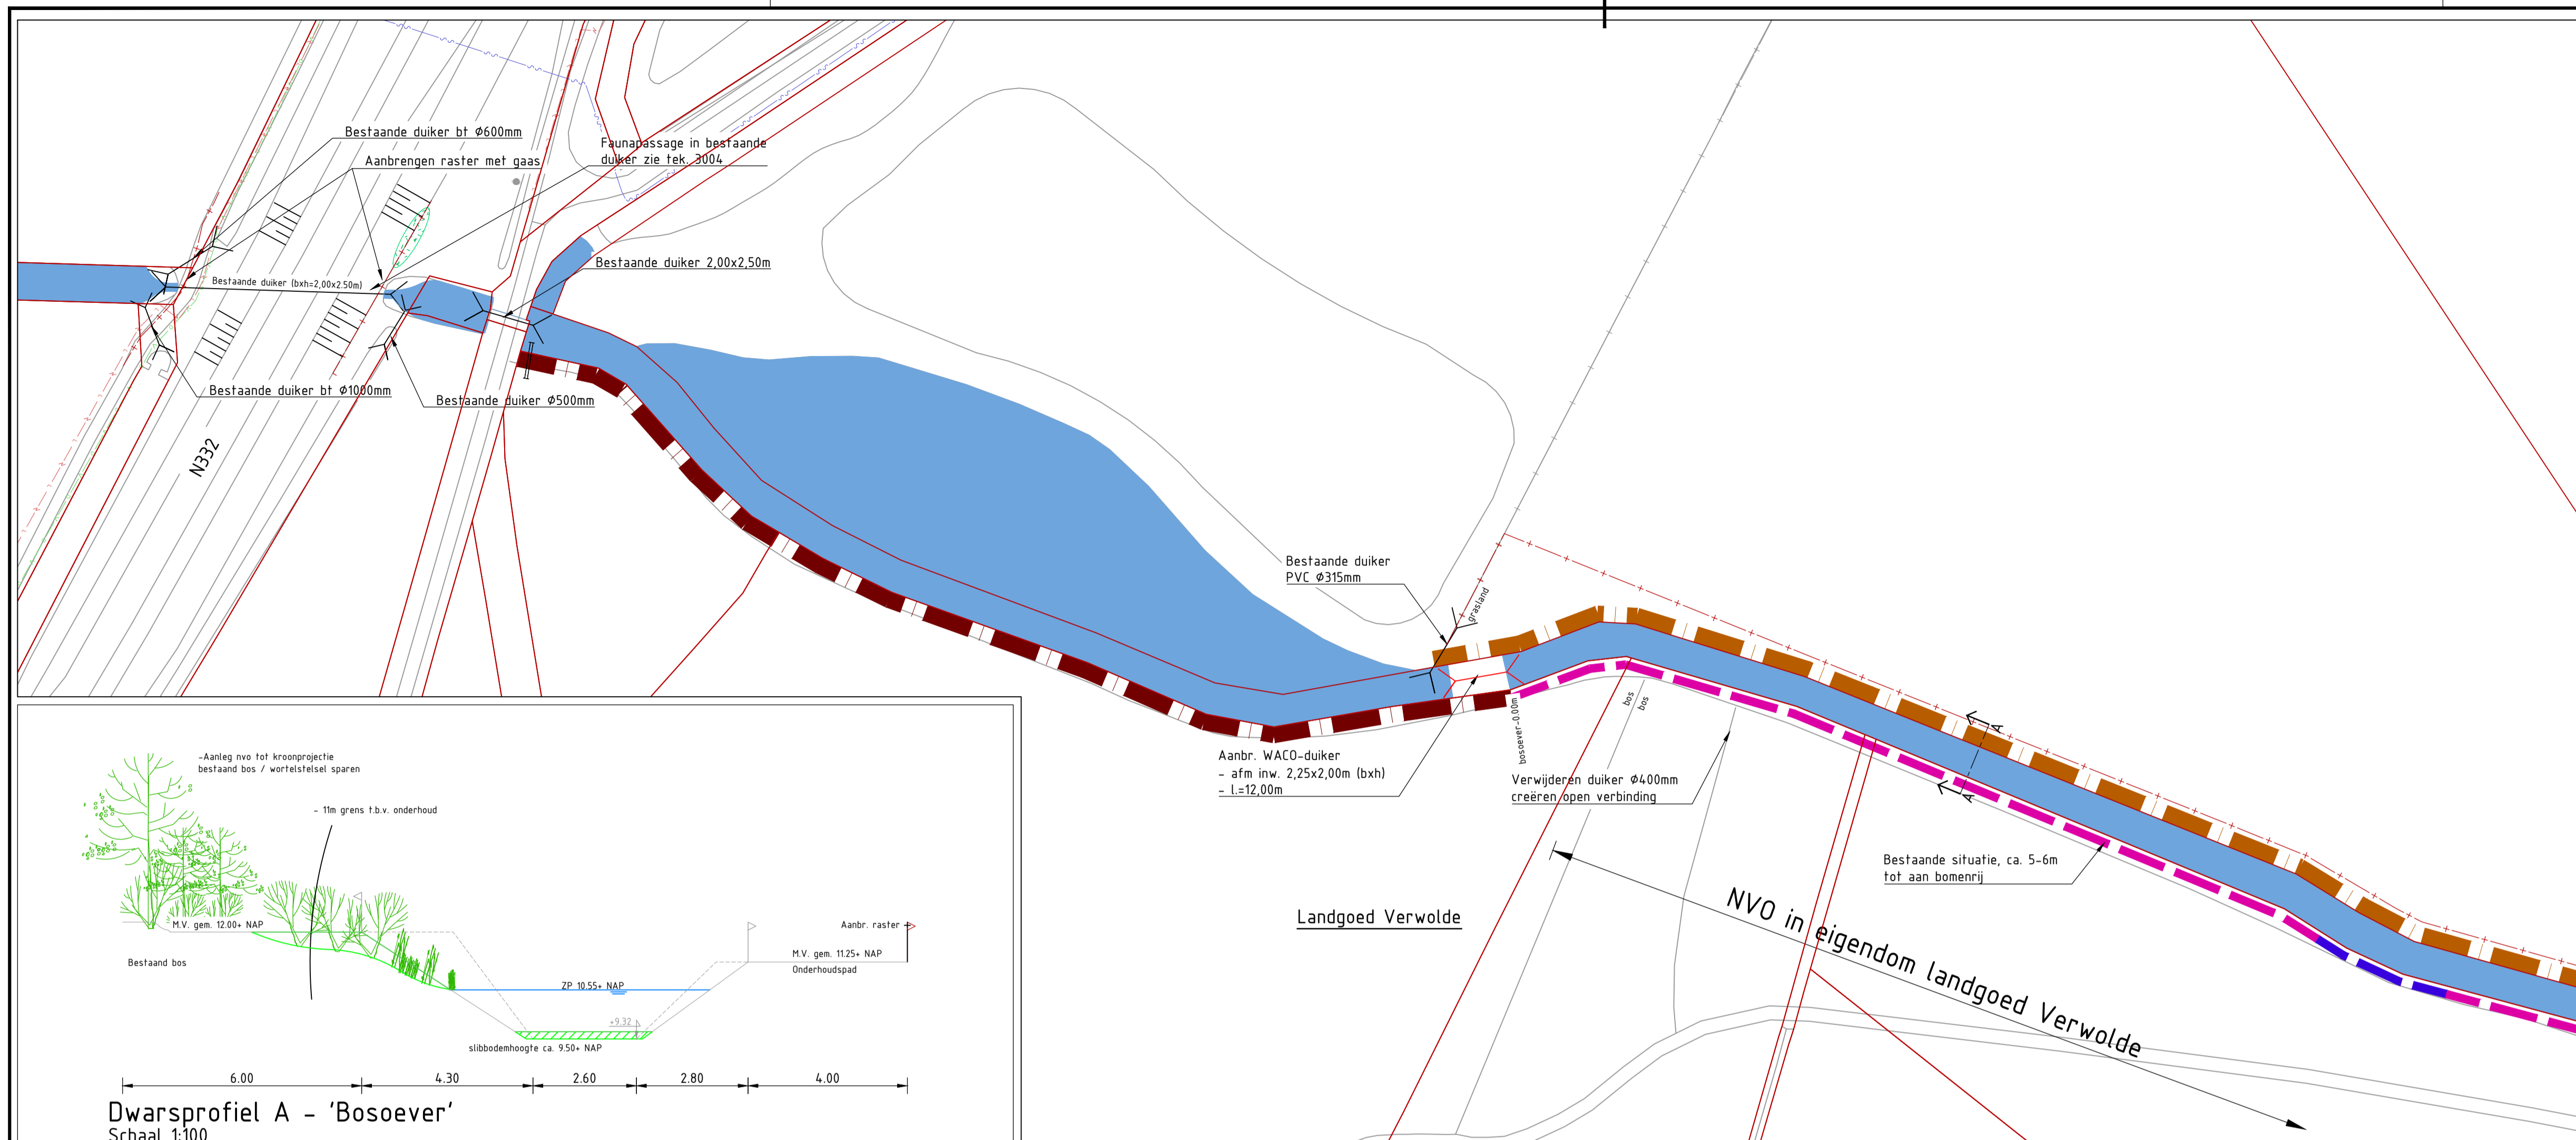 Bestaande duiker bt Ø600mm
Aanbrengen raster met gaas
Faunapassage in bestaande
duiker zie tek. 3004
Bestaande duiker 2,00x2,50m
Bestaande duiker (bxh=2,00x2.50m)
Bestaande duiker bt Ø1000mm
Bestaande duiker Ø500mm
N332
Bestaande duiker
PVC Ø315mm
grasland
bos
bos
bosoever-0.00m
Aanbr. WACO-duiker
- afm inw. 2,25x2,00m (bxh)
- l.=12,00m
Verwijderen duiker Ø400mm
creëren open verbinding
A
A
Bestaande situatie, ca. 5-6m
tot aan bomenrij
Landgoed Verwolde
NVO in eigendom landgoed Verwolde
-Aanleg nvo tot kroonprojectie
bestaand bos / wortelstelsel sparen
- 11m grens t.b.v. onderhoud
M.V. gem. 12.00+ NAP
Aanbr. raster
Bestaand bos
M.V. gem. 11.25+ NAP
Onderhoudspad
ZP 10.55+ NAP
+9.32
slibbodemhoogte ca. 9.50+ NAP
6.00
4.30
2.60
2.80
4.00
Dwarsprofiel A - 'Bosoever'
Schaal 1:100